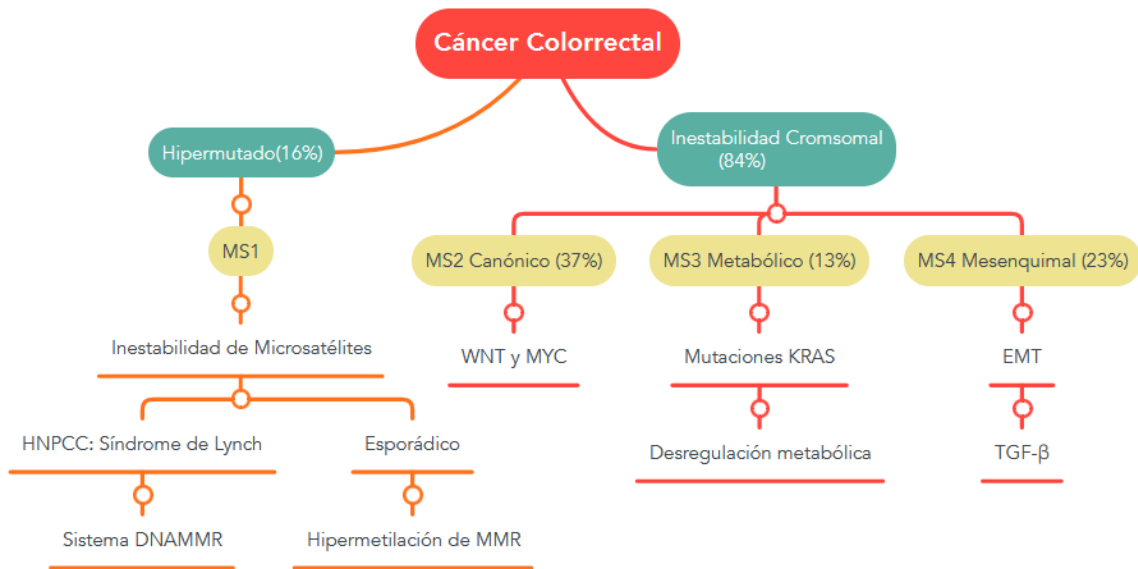 Cáncer Colorrectal
Hipermutado(16%)
Inestabilidad Cromsomal
(84%)
MS1
MS2 Canónico (37%)
MS3 Metabólico (13%)
MS4 Mesenquimal (23%)
Inestabilidad de Microsatélites
WNT y MYC
Mutaciones KRAS
EMT
HNPCC: Síndrome de Lynch
Esporádico
Desregulación metabólica
TGF-β
Sistema DNAMMR
Hipermetilación de MMR